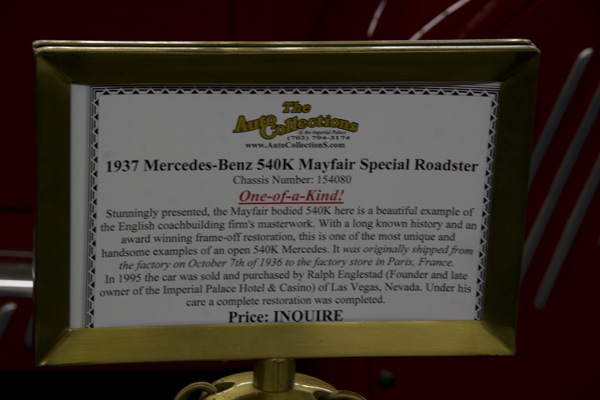 The
Auto Collections
@ the Imperial Palace
(702) 794-3174
www.AutoCollectionS.com
1937 Mercedes-Benz 540K Mayfair Special Roadster
Chassis Number: 154080
One-of-a-Kind!
Stunningly presented, the Mayfair bodied 540K here is a beautiful example of
the English coachbuilding firm's masterwork. With a long known history and an
award winning frame-off restoration, this is one of the most unique and
handsome examples of an open 540K Mercedes. It was originally shipped from
the factory on October 7th of 1936 to the factory store in Paris, France.
In 1995 the car was sold and purchased by Ralph Englestad (Founder and late
owner of the Imperial Palace Hotel & Casino) of Las Vegas, Nevada. Under his
care a complete restoration was completed.
Price: INQUIRE